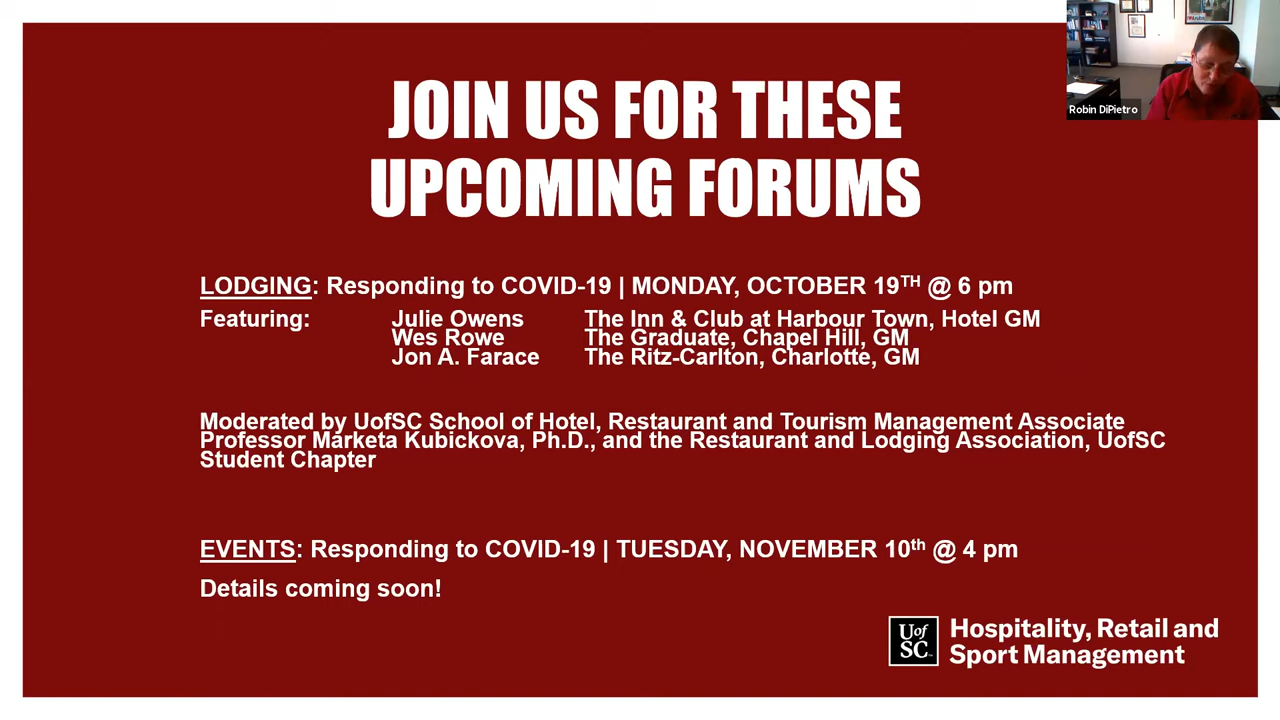 JOIN US FOR THESE
UPCOMING FORUMS
Robin DiPietro
LODGING: Responding to COVID-19 | MONDAY, OCTOBER 19TH @ 6 pm
Featuring: Julie Owens The Inn & Club at Harbour Town, Hotel GM
Wes Rowe The Graduate, Chapel Hill, GM
Jon A. Farace The Ritz-Carlton, Charlotte, GM
Moderated by UofSC School of Hotel, Restaurant and Tourism Management Associate
Professor Marketa Kubickova, Ph.D., and the Restaurant and Lodging Association, UofSC
Student Chapter
EVENTS: Responding to COVID-19 | TUESDAY, NOVEMBER 10th @ 4 pm
Details coming soon!
Uof
SC
Hospitality, Retail and
Sport Management